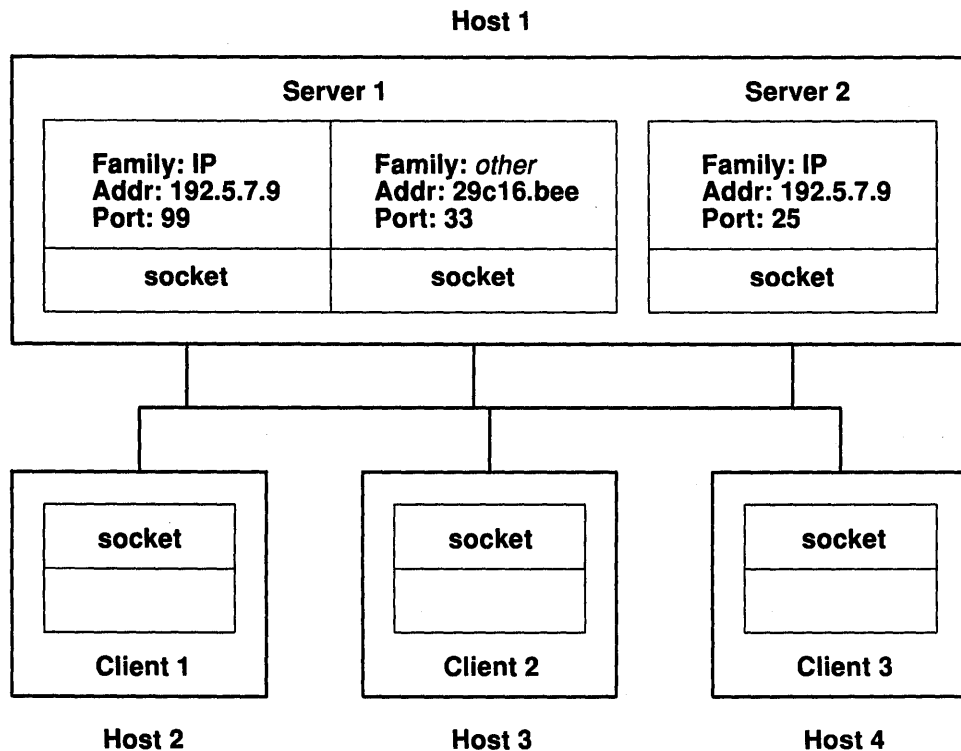 Host 1
Server 1
Server 2
Family: IP
Addr: 192.5.7.9
Port: 99
Family: other
Addr: 29c16.bee
Port: 33
Family: IP
Addr: 192.5.7.9
Port: 25
socket
socket
socket
socket
socket
socket
Client 1
Client 2
Client 3
Host 2
Host 3
Host 4